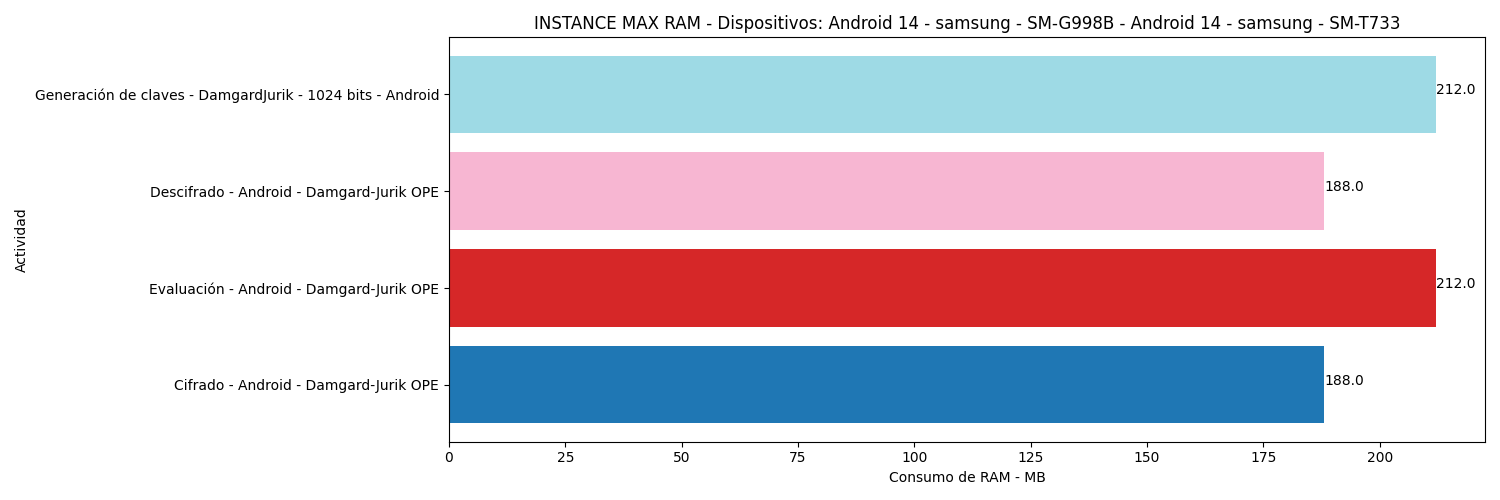 INSTANCE MAX RAM - Dispositivos: Android 14 - samsung - SM-G998B - Android 14 - samsung - SM-T733
Generación de claves - DamgardJurik - 1024 bits - Android
212.0
Descifrado - Android - Damgard-Jurik OPE
188.0
Evaluación - Android - Damgard-Jurik OPE
212.0
Cifrado - Android - Damgard-Jurik OPE
188.0
Actividad
0 25 50 75 100 125 150 175 200
Consumo de RAM - MB